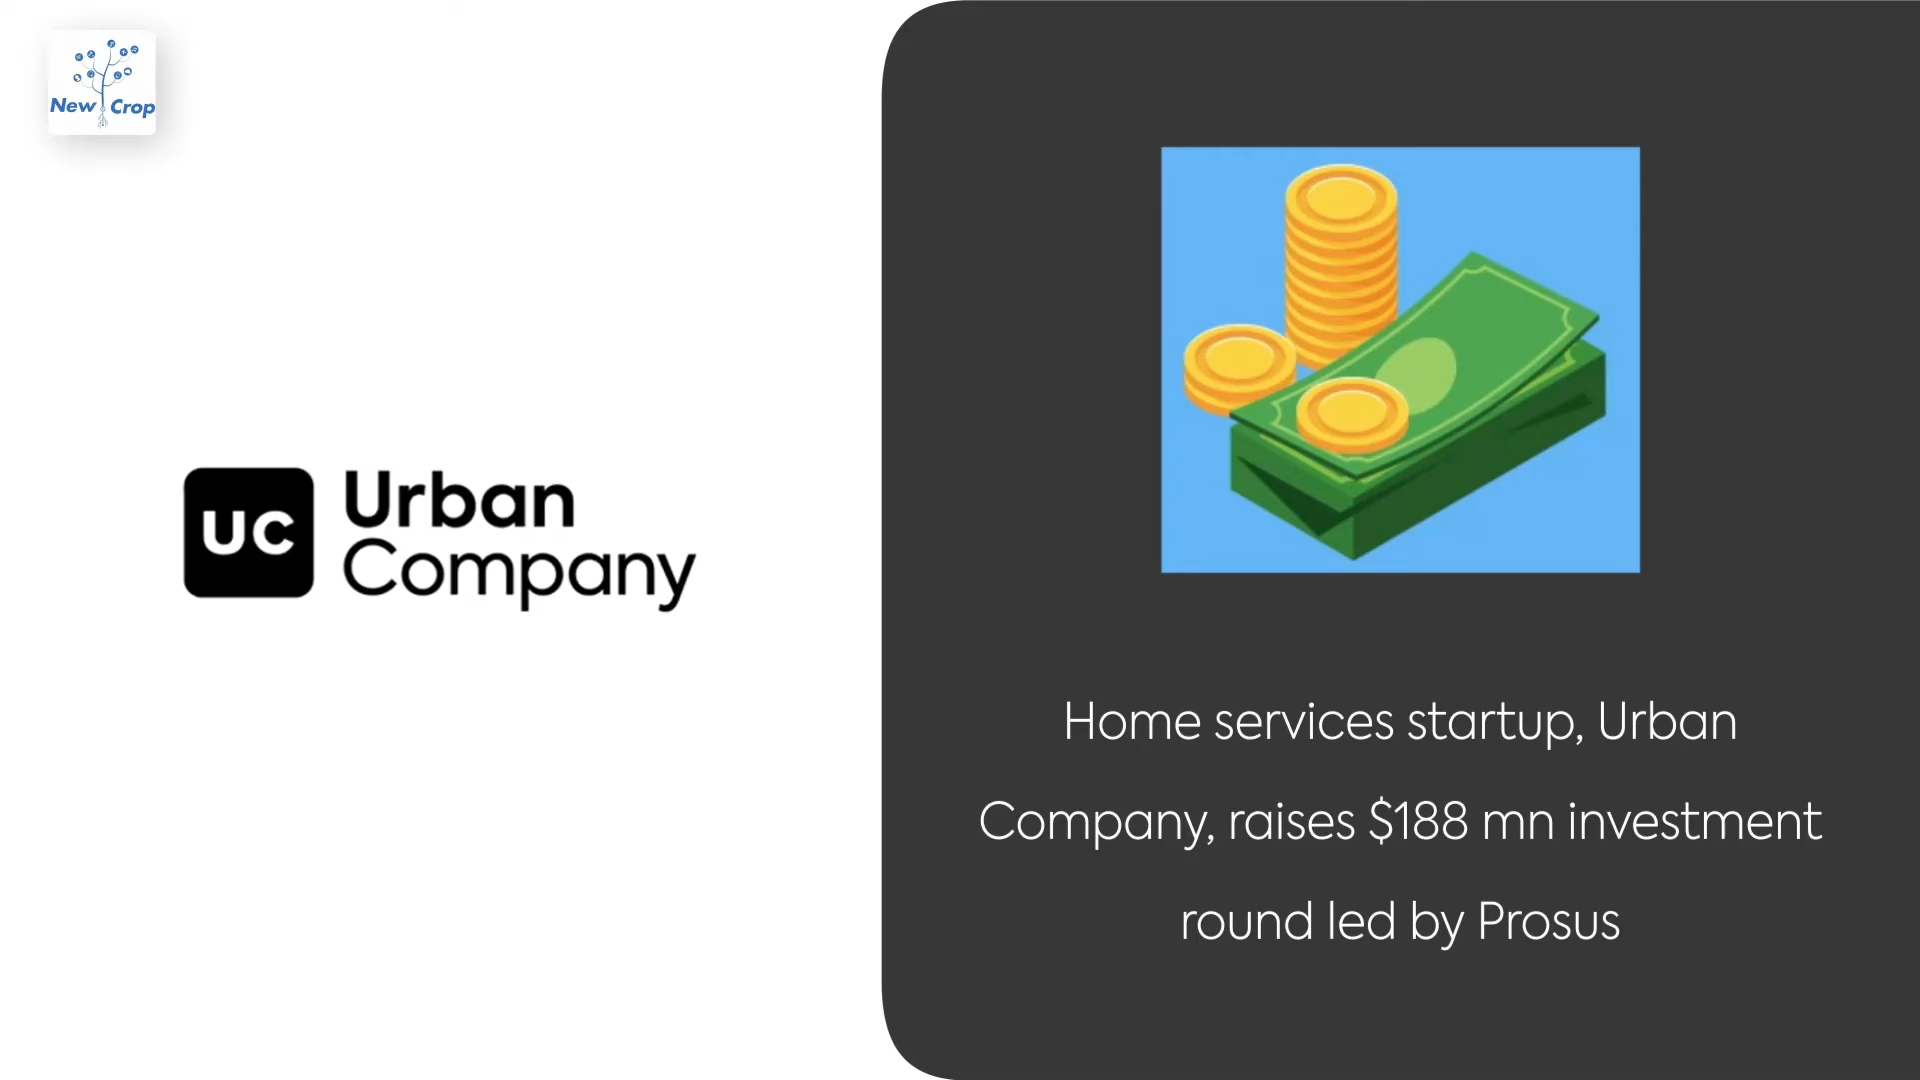 New Crop
UC
Urban
Company
Home services startup, Urban
Company, raises $188 mn investment
round led by Prosus